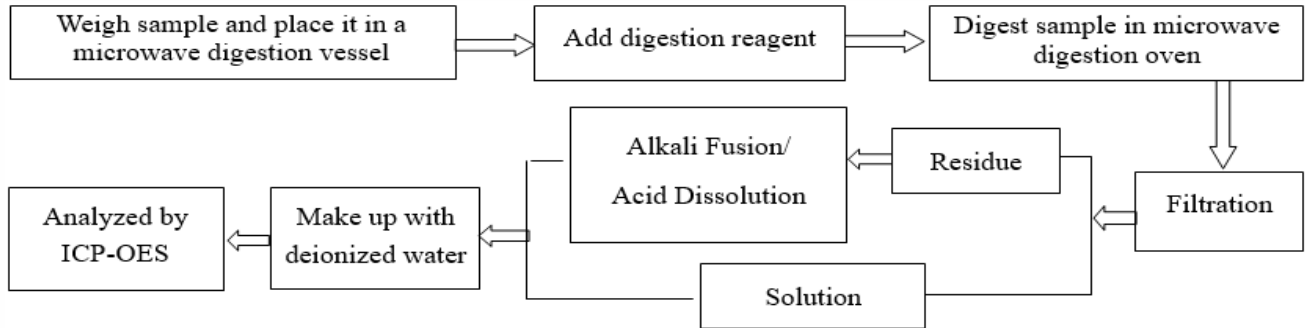 Weigh sample and place it in a
microwave digestion vessel
Add digestion reagent
Digest sample in microwave
digestion oven
Alkali Fusion/
Acid Dissolution
Residue
Filtration
Analyzed by
ICP-OES
Make up with
deionized water
Solution